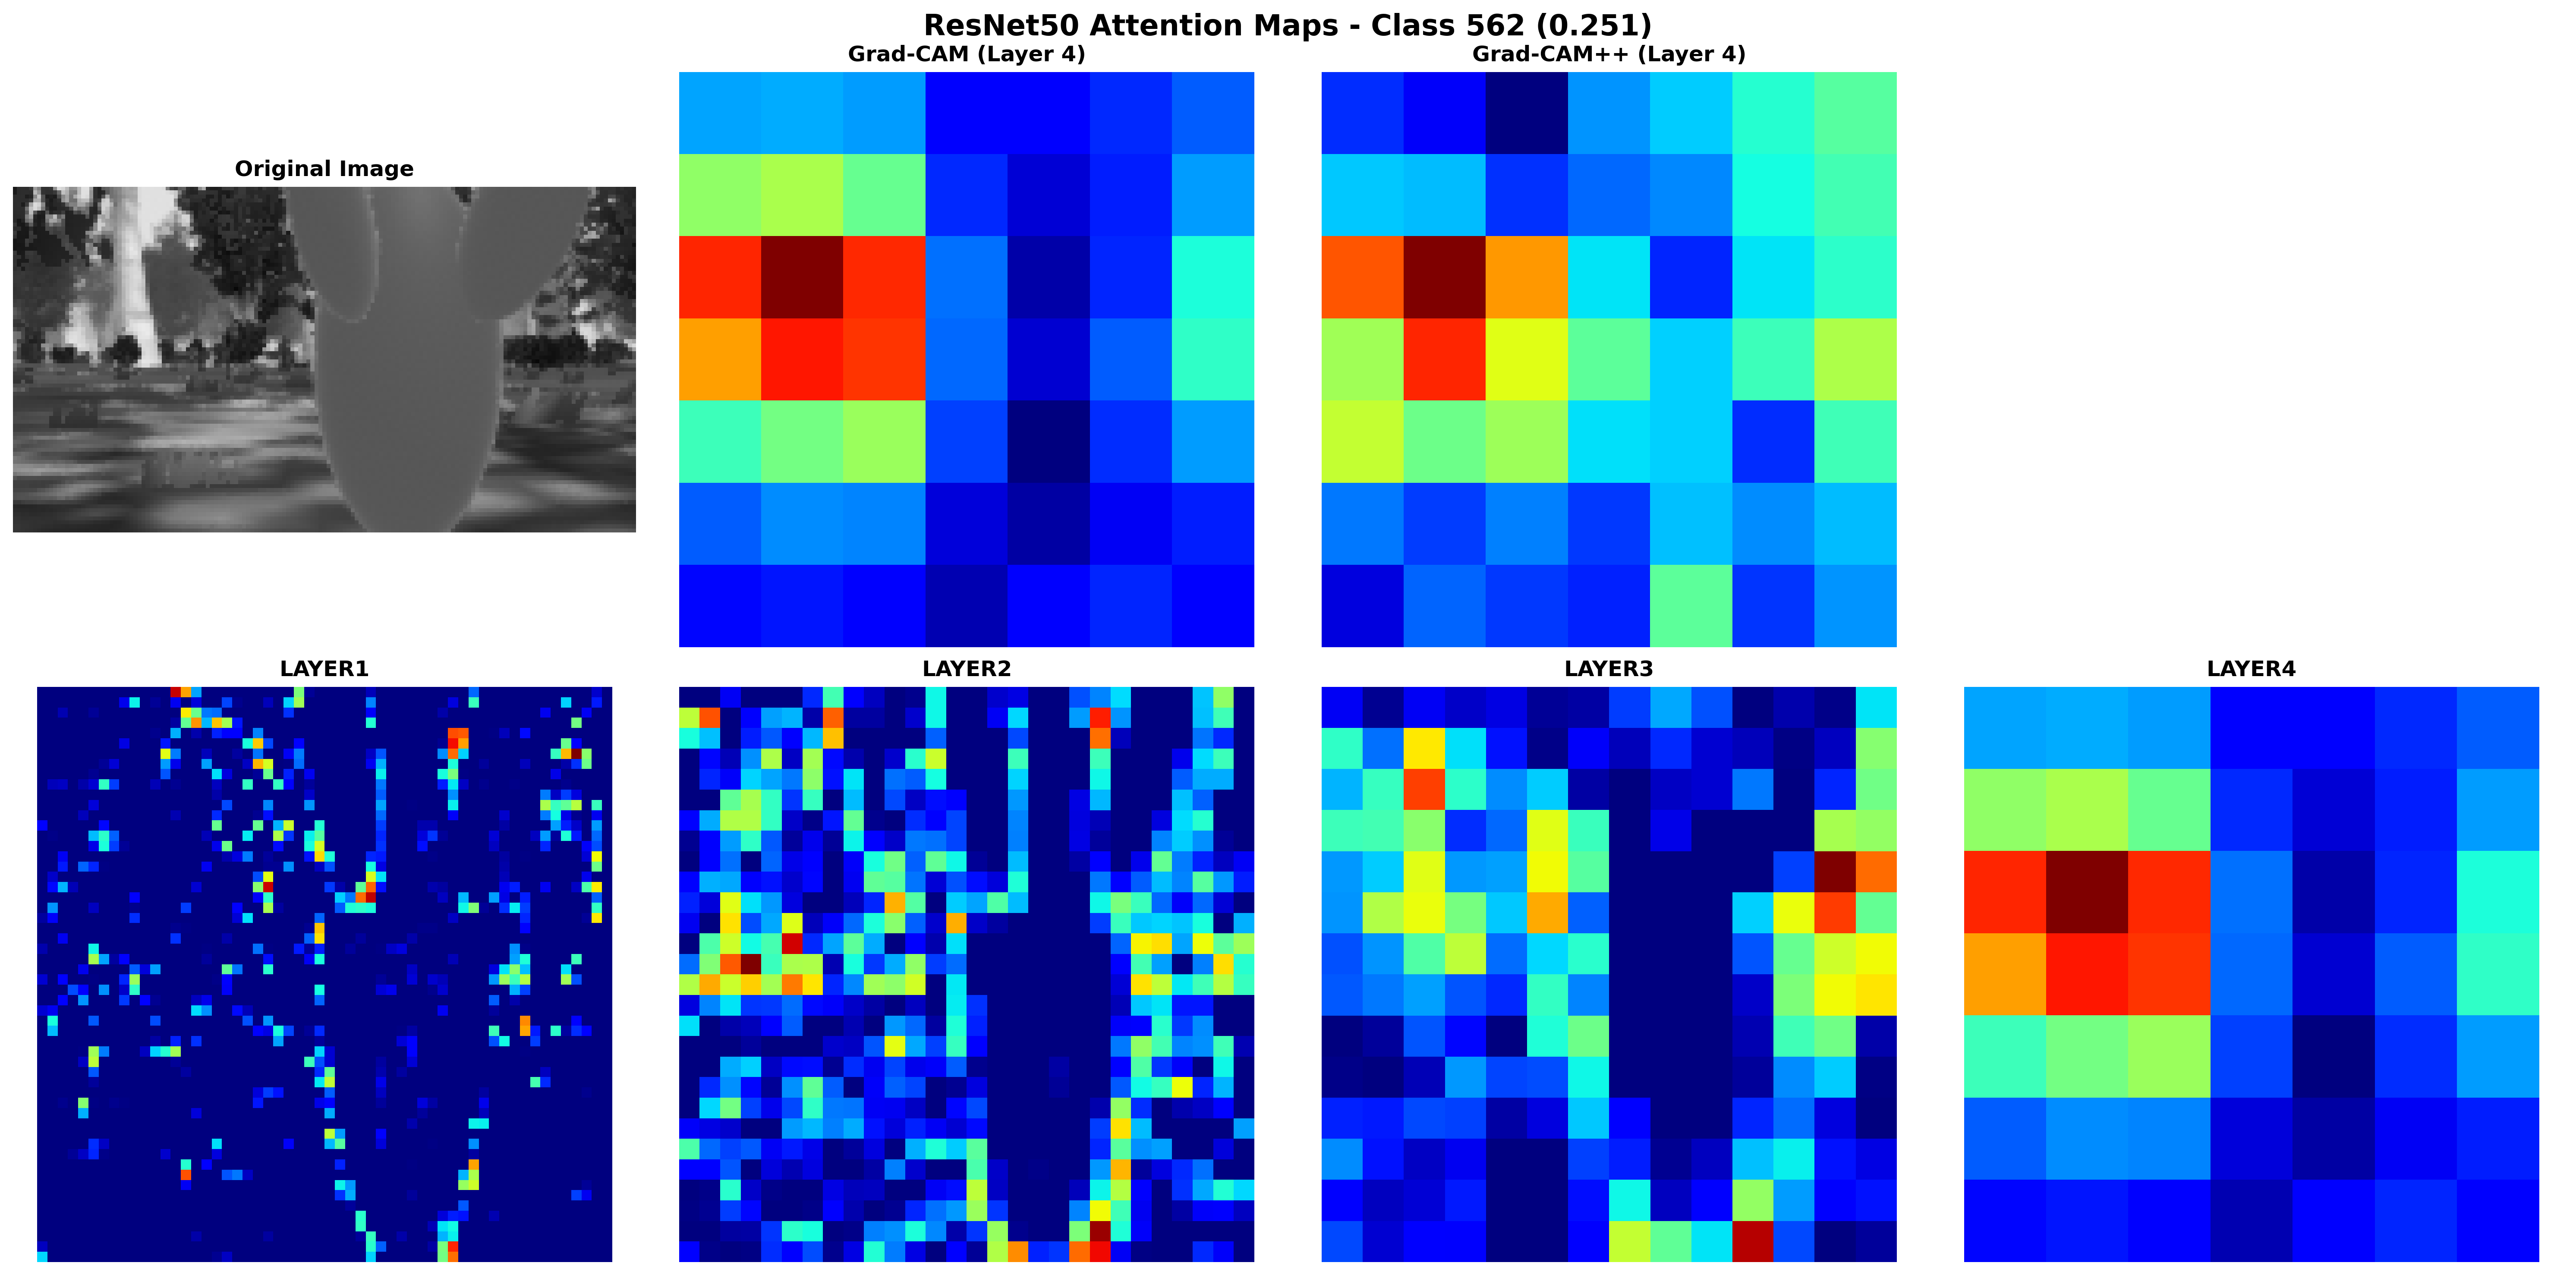 ResNet50 Attention Maps - Class 562 (0.251)
Grad-CAM (Layer 4)
Grad-CAM++ (Layer 4)
Original Image
LAYER1
LAYER2
LAYER3
LAYER4